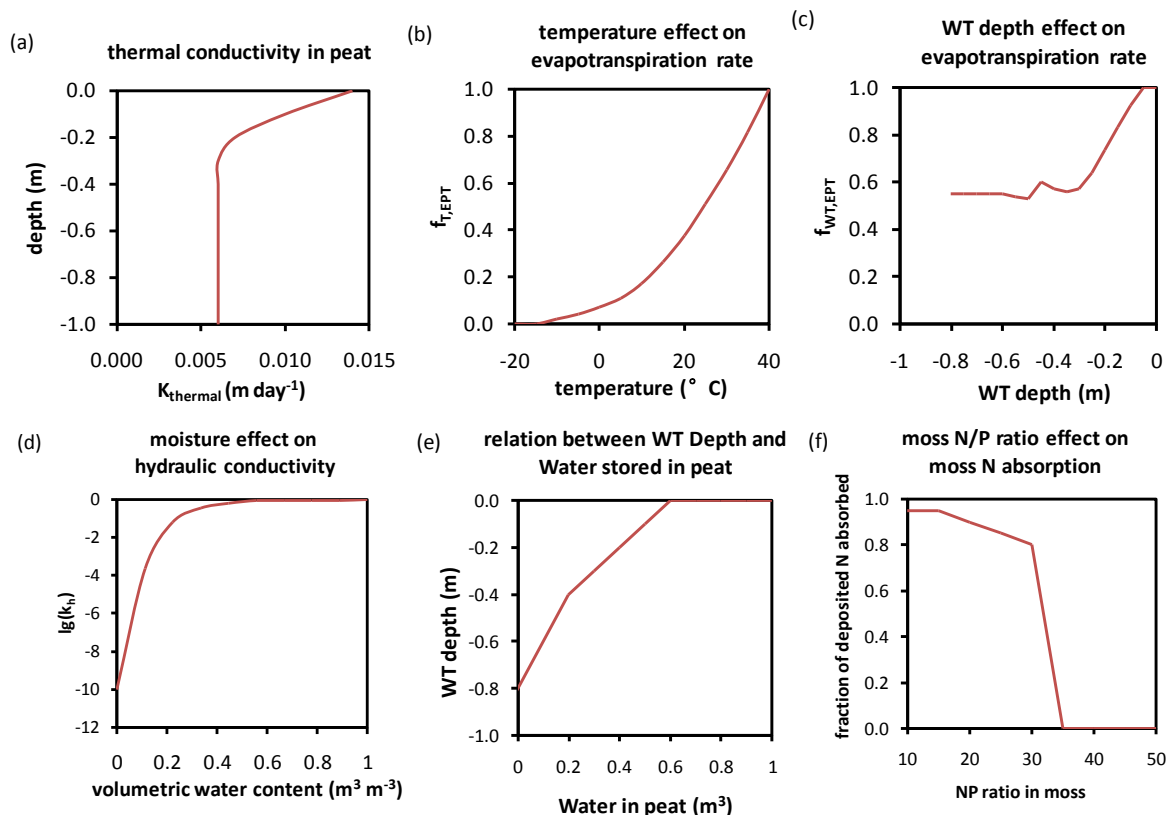 (a)
thermal conductivity in peat
0.0
-0.2
-0.4
-0.6
-0.8
-1.0
depth (m)
0.000 0.005 0.010 0.015
K_thermal (m day⁻¹)
(b)
temperature effect on
evapotranspiration rate
1.0
0.8
0.6
0.4
0.2
0.0
f_T,EPT
-20 0 20 40
temperature (° C)
(c)
WT depth effect on
evapotranspiration rate
1.0
0.8
0.6
0.4
0.2
0.0
f_WT,EPT
-1 -0.8 -0.6 -0.4 -0.2 0
WT depth (m)
(d)
moisture effect on
hydraulic conductivity
0
-2
-4
-6
-8
-10
-12
lg(k_h)
0 0.2 0.4 0.6 0.8 1
volumetric water content (m³ m⁻³)
(e)
relation between WT Depth and
Water stored in peat
0.0
-0.2
-0.4
-0.6
-0.8
-1.0
WT depth (m)
0 0.2 0.4 0.6 0.8 1
Water in peat (m³)
(f)
moss N/P ratio effect on
moss N absorption
1.0
0.8
0.6
0.4
0.2
0.0
fraction of deposited N absorbed
10 20 30 40 50
NP ratio in moss